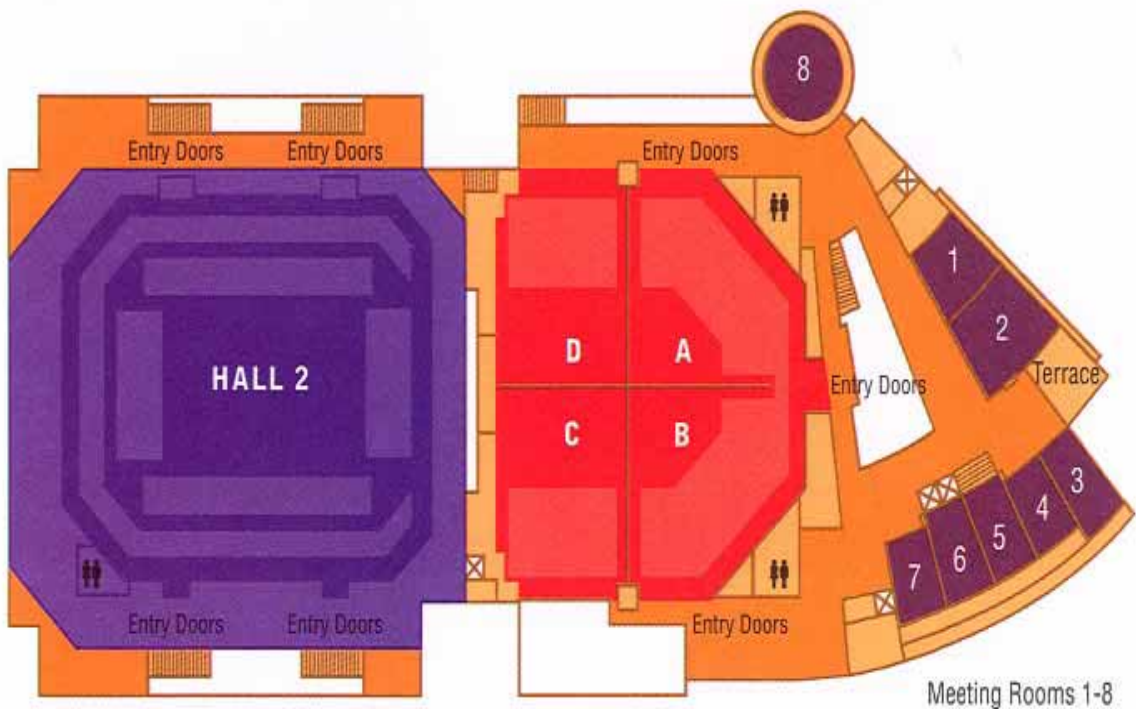 8
Entry Doors Entry Doors Entry Doors
1
2
HALL 2
D A
Entry Doors
Terrace
C B
3
4
5
6
7
Entry Doors Entry Doors Entry Doors
Meeting Rooms 1-8